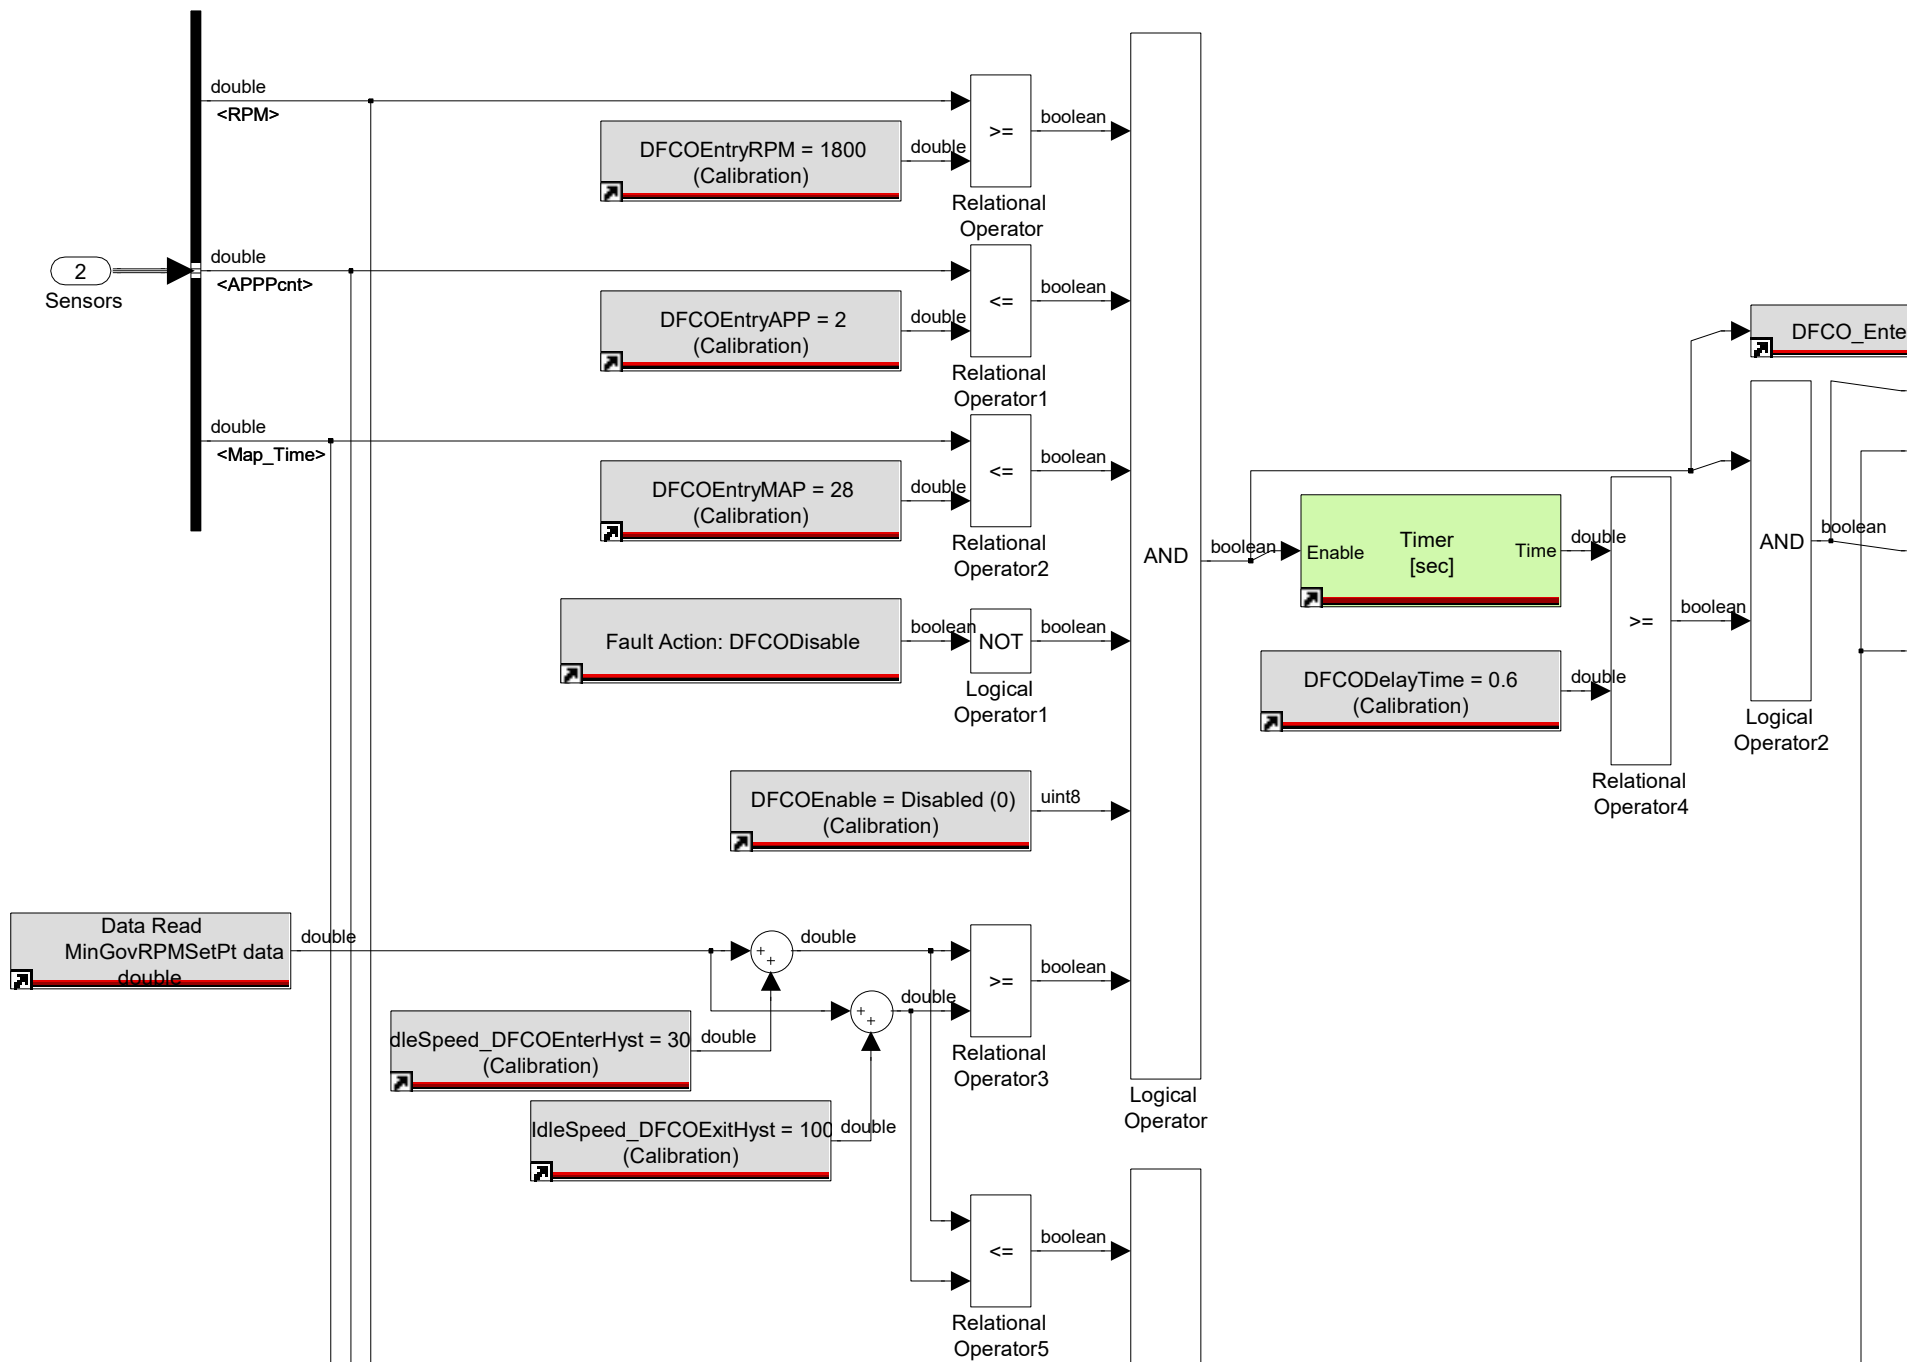 double
<RPM>
DFCOEntryRPM = 1800
(Calibration)
double
>=
boolean
Relational
Operator
2
Sensors
double
<APPPcnt>
DFCOEntryAPP = 2
(Calibration)
double
<=
boolean
Relational
Operator1
double
<Map_Time>
DFCOEntryMAP = 28
(Calibration)
double
<=
boolean
Relational
Operator2
Fault Action: DFCODisable
boolean
NOT
boolean
Logical
Operator1
DFCOEnable = Disabled (0)
(Calibration)
uint8
Data Read
MinGovRPMSetPt data
double
double
+
+
double
+
+
double
dleSpeed_DFCOEnterHyst = 30
(Calibration)
double
IdleSpeed_DFCOExitHyst = 100
(Calibration)
double
>=
boolean
Relational
Operator3
<=
boolean
Relational
Operator5
AND
boolean
Logical
Operator
Enable
Timer
[sec]
Time
double
DFCODelayTime = 0.6
(Calibration)
double
>=
boolean
Relational
Operator4
DFCO_Ente
AND
boolean
Logical
Operator2